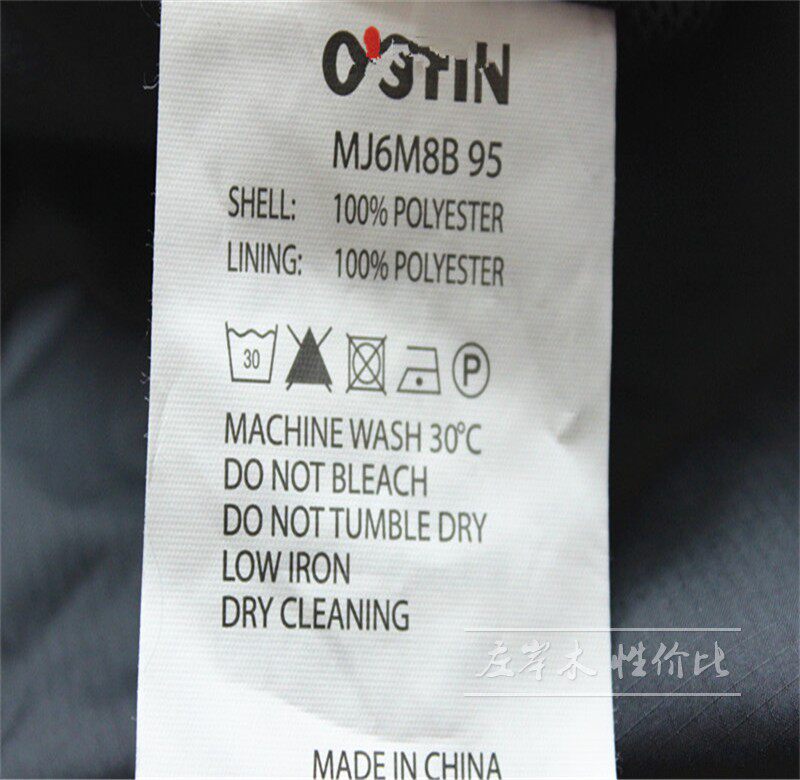 O'STIN
MJ6M8B 95
SHELL: 100% POLYESTER
LINING: 100% POLYESTER
30
P
MACHINE WASH 30°C
DO NOT BLEACH
DO NOT TUMBLE DRY
LOW IRON
DRY CLEANING
左岸木 性价比
MADE IN CHINA